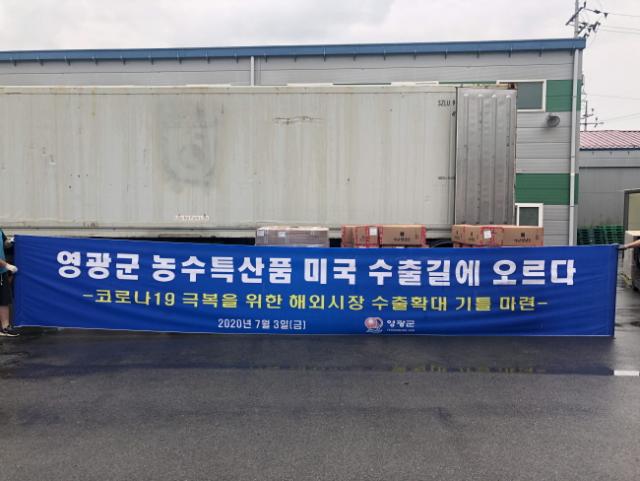 SZLU 9
영광군 농수특산품 미국 수출길에 오르다
-코로나19 극복을 위한 해외시장 수출확대 기틀 마련-
2020년 7월 3일(금)
영광군